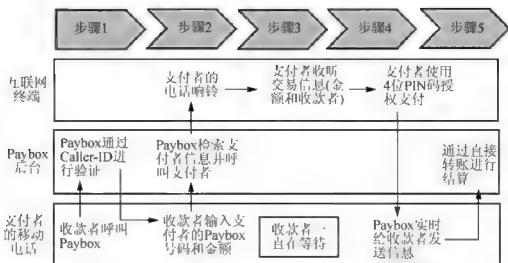 步骤1
步骤2
步骤3
步骤4
步骤5
互联网
终端
支付者的
电话响铃
支付者收听
交易信息(金
额和收款者)
支付者使用
4位PIN码授
权支付
Paybox
后台
Paybox通过
Caller-ID进
行验证
Paybox检索支
付者信息并呼
叫支付者
通过直接
转账进行
结算
支付者
的移动
电话
收款者呼叫
Paybox
收款者输入支
付者的Paybox
号码和金额
收款者一
直在等待
Paybox实时
给收款者发
送信息